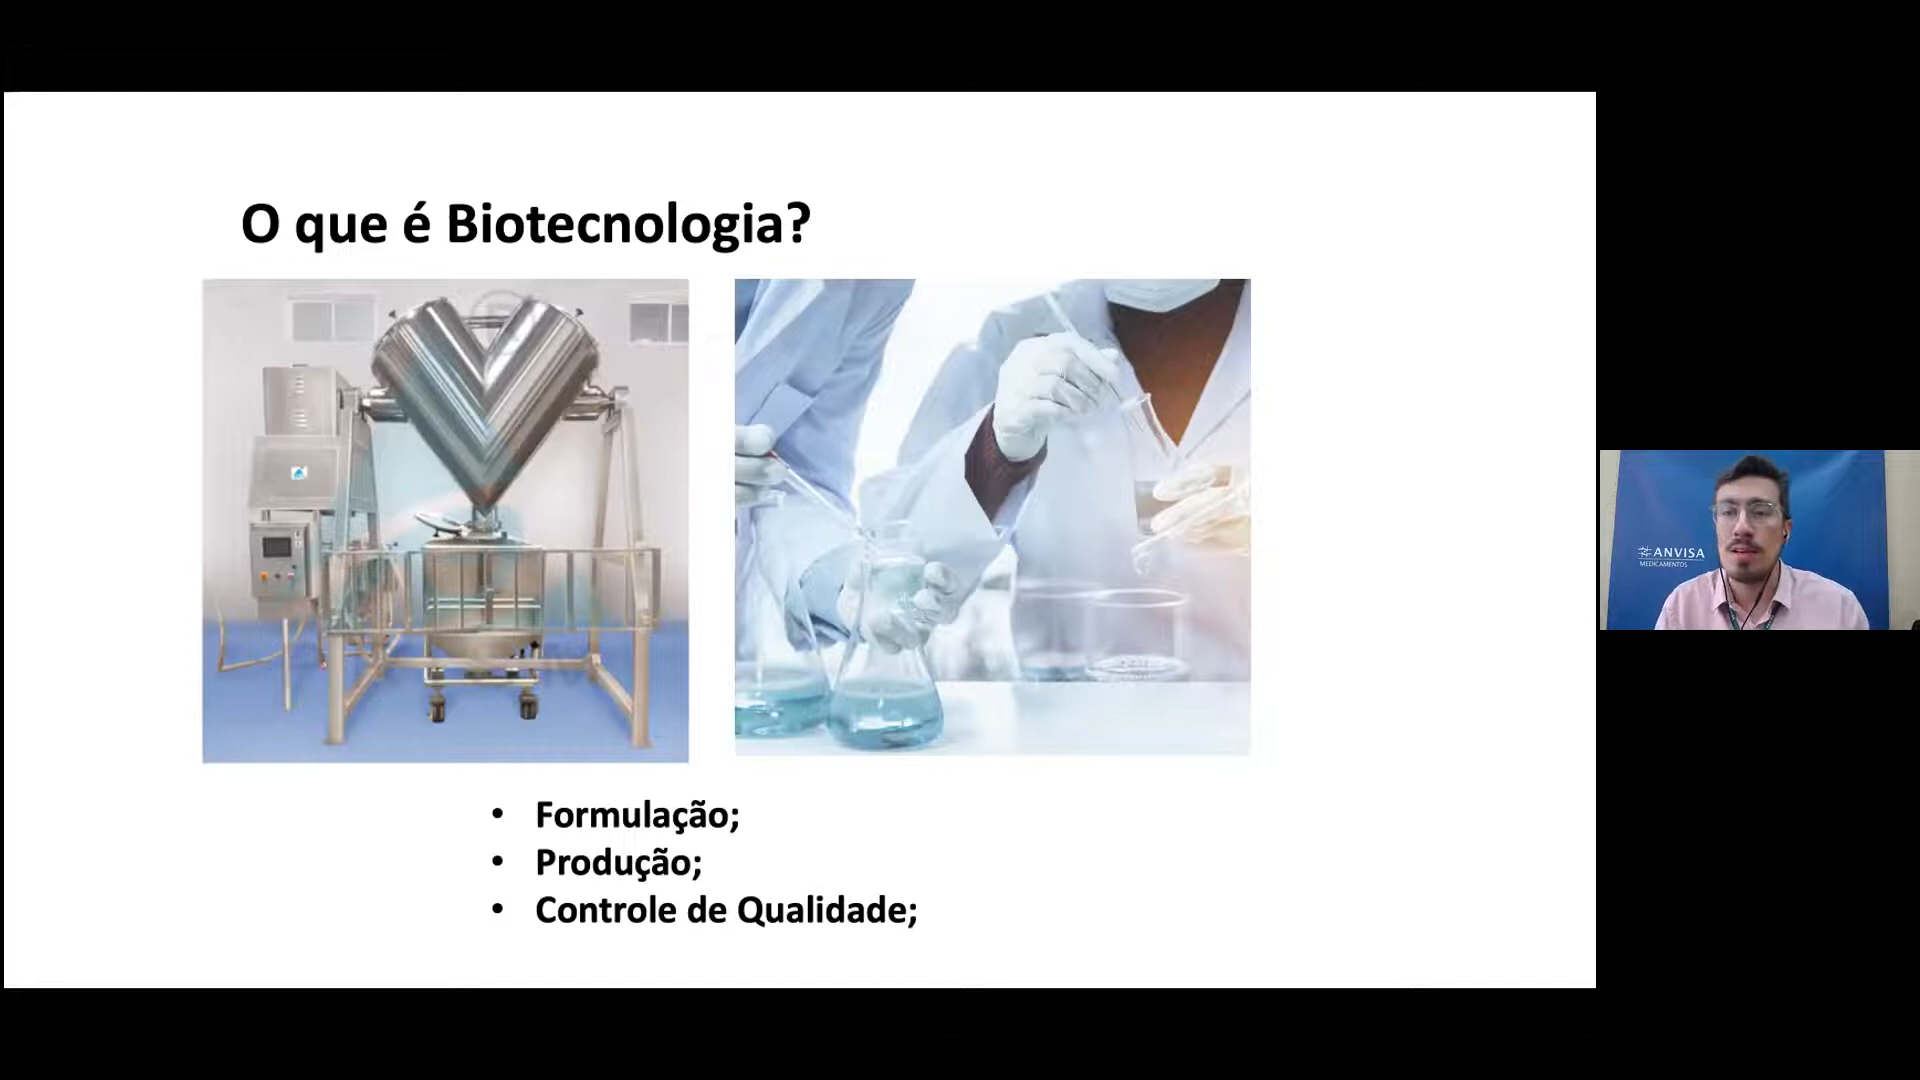 O que é Biotecnologia?
• Formulação;
• Produção;
• Controle de Qualidade;
ANVISA
MEDICAMENTOS